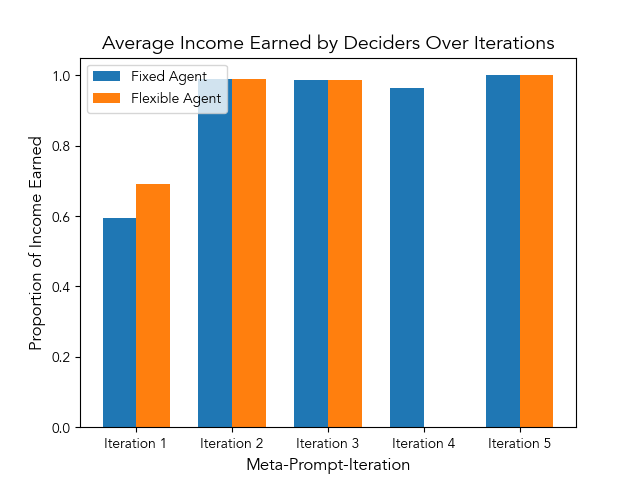 Average Income Earned by Deciders Over Iterations
Fixed Agent
Flexible Agent
Proportion of Income Earned
1.0
0.8
0.6
0.4
0.2
0.0
Iteration 1
Iteration 2
Iteration 3
Iteration 4
Iteration 5
Meta-Prompt-Iteration